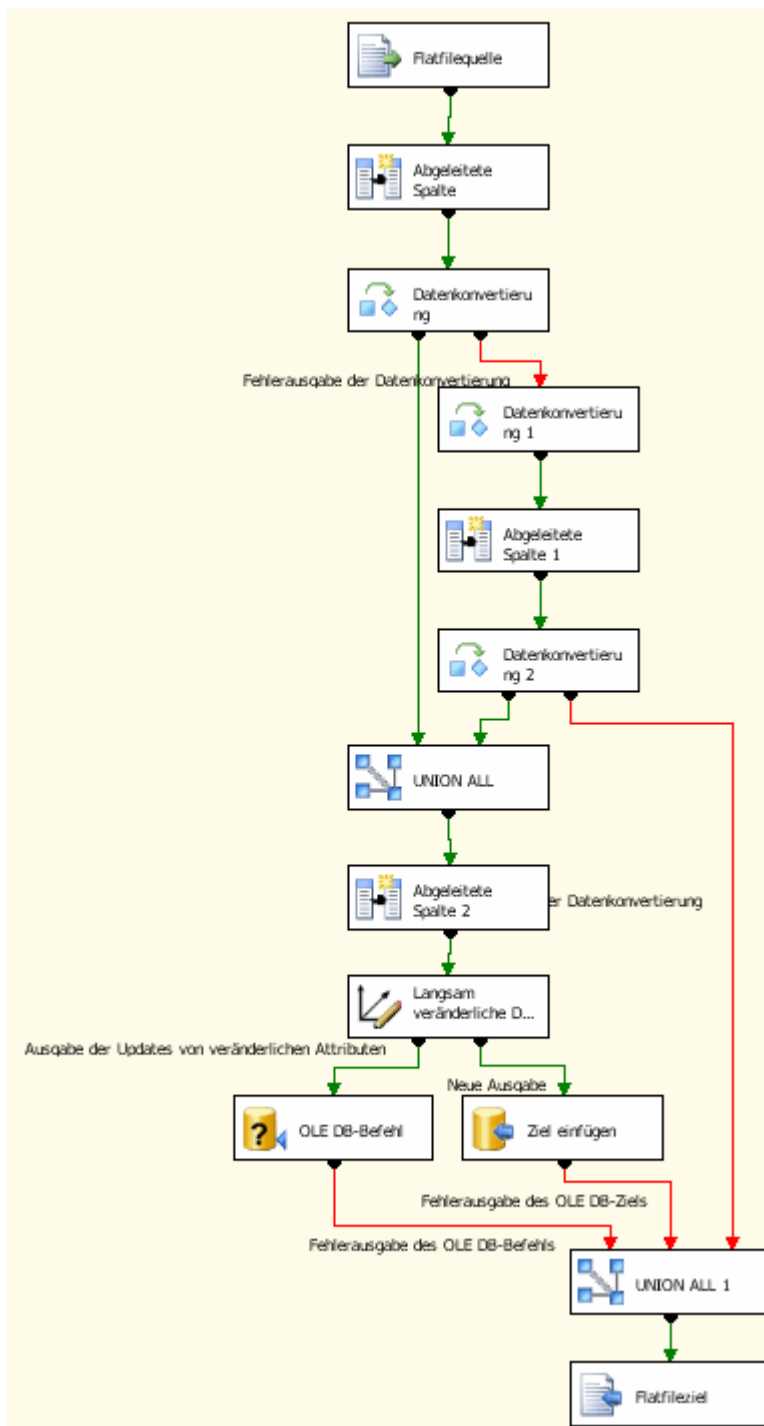 Flatfilequelle
Abgeleitete
Spalte
Datenkonvertieru
ng
Fehlerausgabe der Datenkonvertierung
Datenkonvertieru
ng 1
Abgeleitete
Spalte 1
Datenkonvertieru
ng 2
UNION ALL
Abgeleitete
Spalte 2
er Datenkonvertierung
Langsam
veränderliche D...
Ausgabe der Updates von veränderlichen Attributen
Neue Ausgabe
OLE DB-Befehl
Ziel einfügen
Fehlerausgabe des OLE DB-Ziels
Fehlerausgabe des OLE DB-Befehls
UNION ALL 1
Flatfileziel